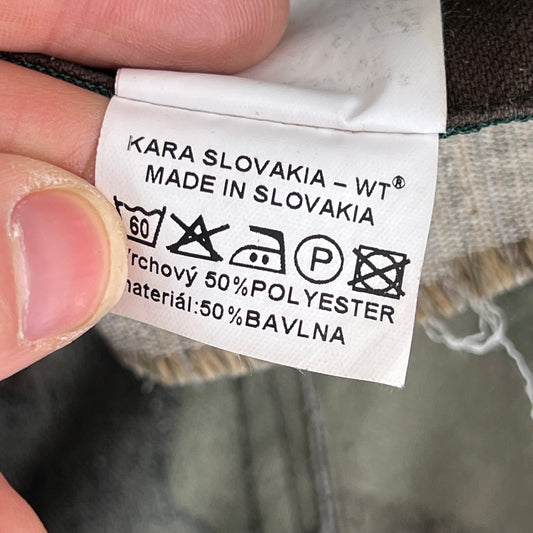 KARA SLOVAKIA – WT®
MADE IN SLOVAKIA
60 P
Vrchový 50%POLYESTER
materiál:50%BAVLNA